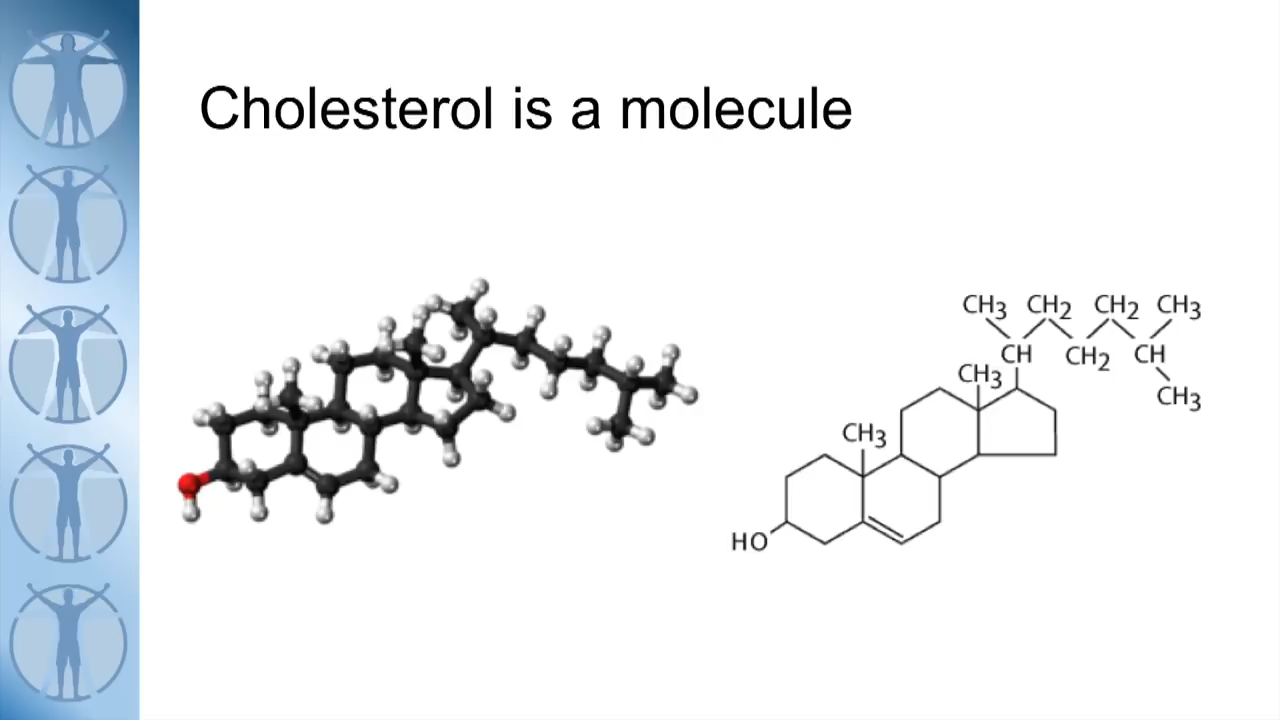 Cholesterol is a molecule
CH3 CH2 CH2 CH3
CH CH2 CH
CH3 CH3
CH3
HO